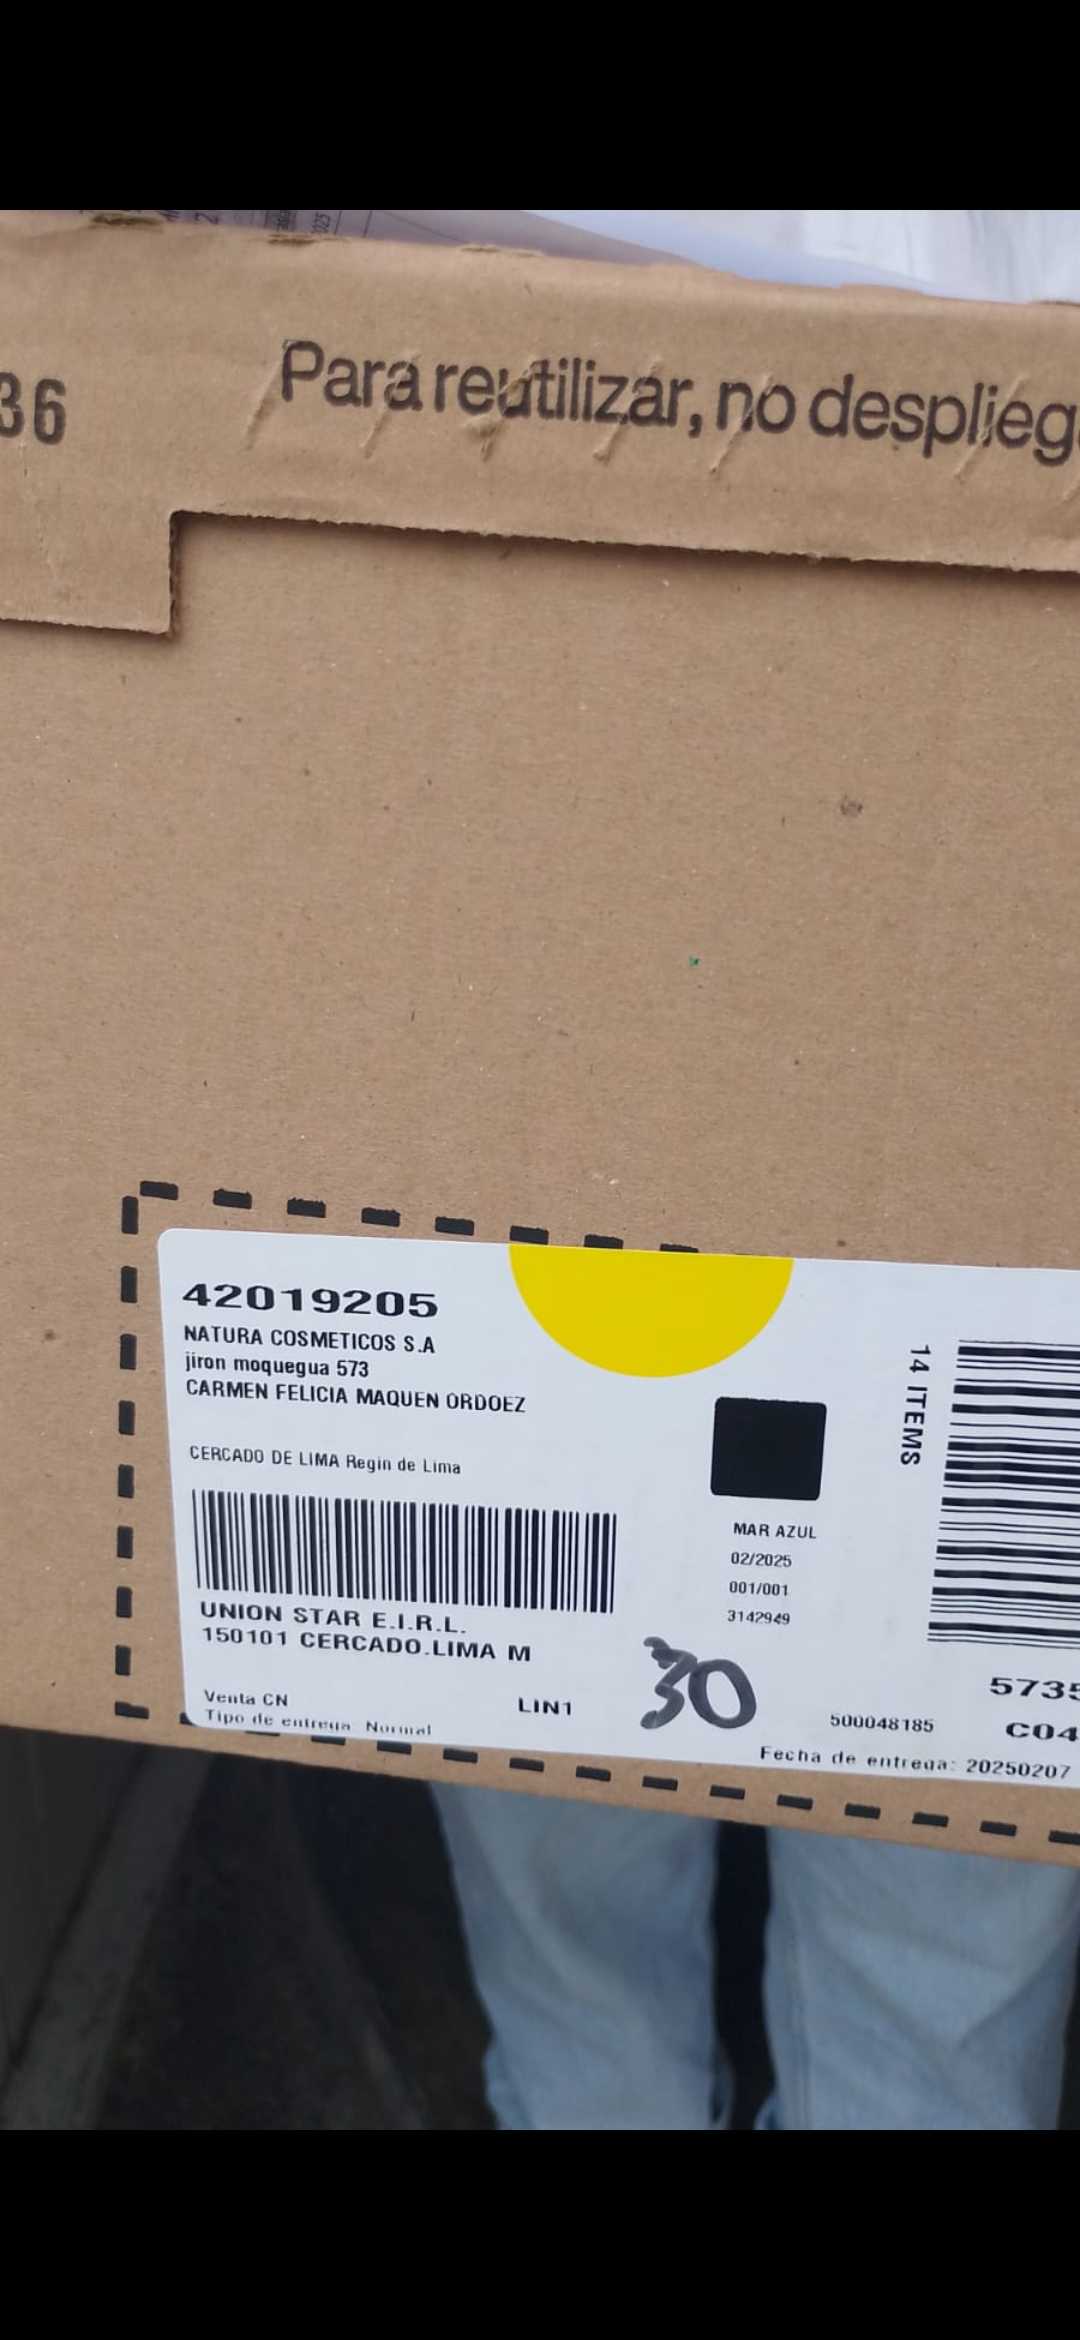 36
Para reutilizar, no desplieg
42019205
NATURA COSMETICOS S.A
jiron moquegua 573
CARMEN FELICIA MAQUEN ORDOEZ
CERCADO DE LIMA Regin de Lima
UNION STAR E.I.R.L.
150101 CERCADO.LIMA M
Venta CN
Tipo de entrega Normal
LIN1
30
14 ITEMS
MAR AZUL
02/2025
001/001
3142949
5735
500048185
C04
Fecha de entrega: 20250207